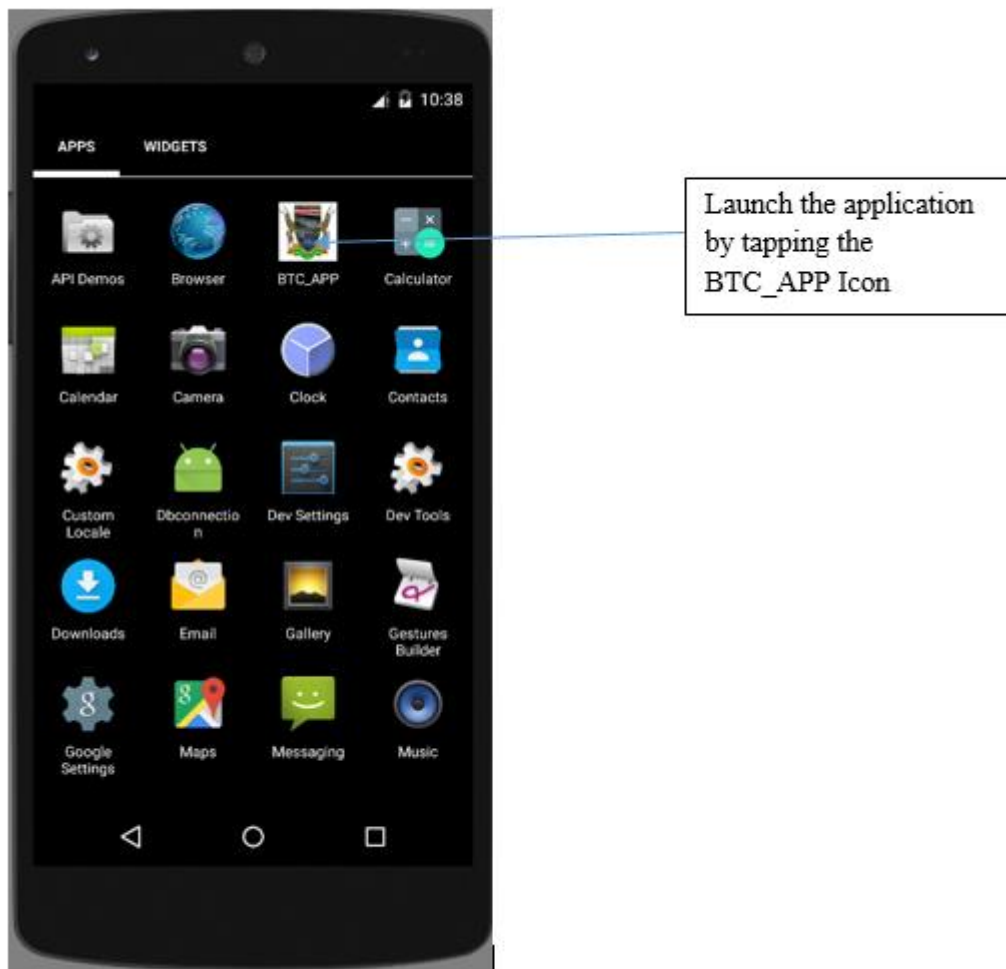 10:38
APPS WIDGETS
API Demos Browser BTC_APP Calculator
Calendar Camera Clock Contacts
Custom
Locale
Dbconnectio
n
Dev Settings Dev Tools
Downloads Email Gallery Gestures
Builder
Google
Settings
Maps Messaging Music
Launch the application
by tapping the
BTC_APP Icon